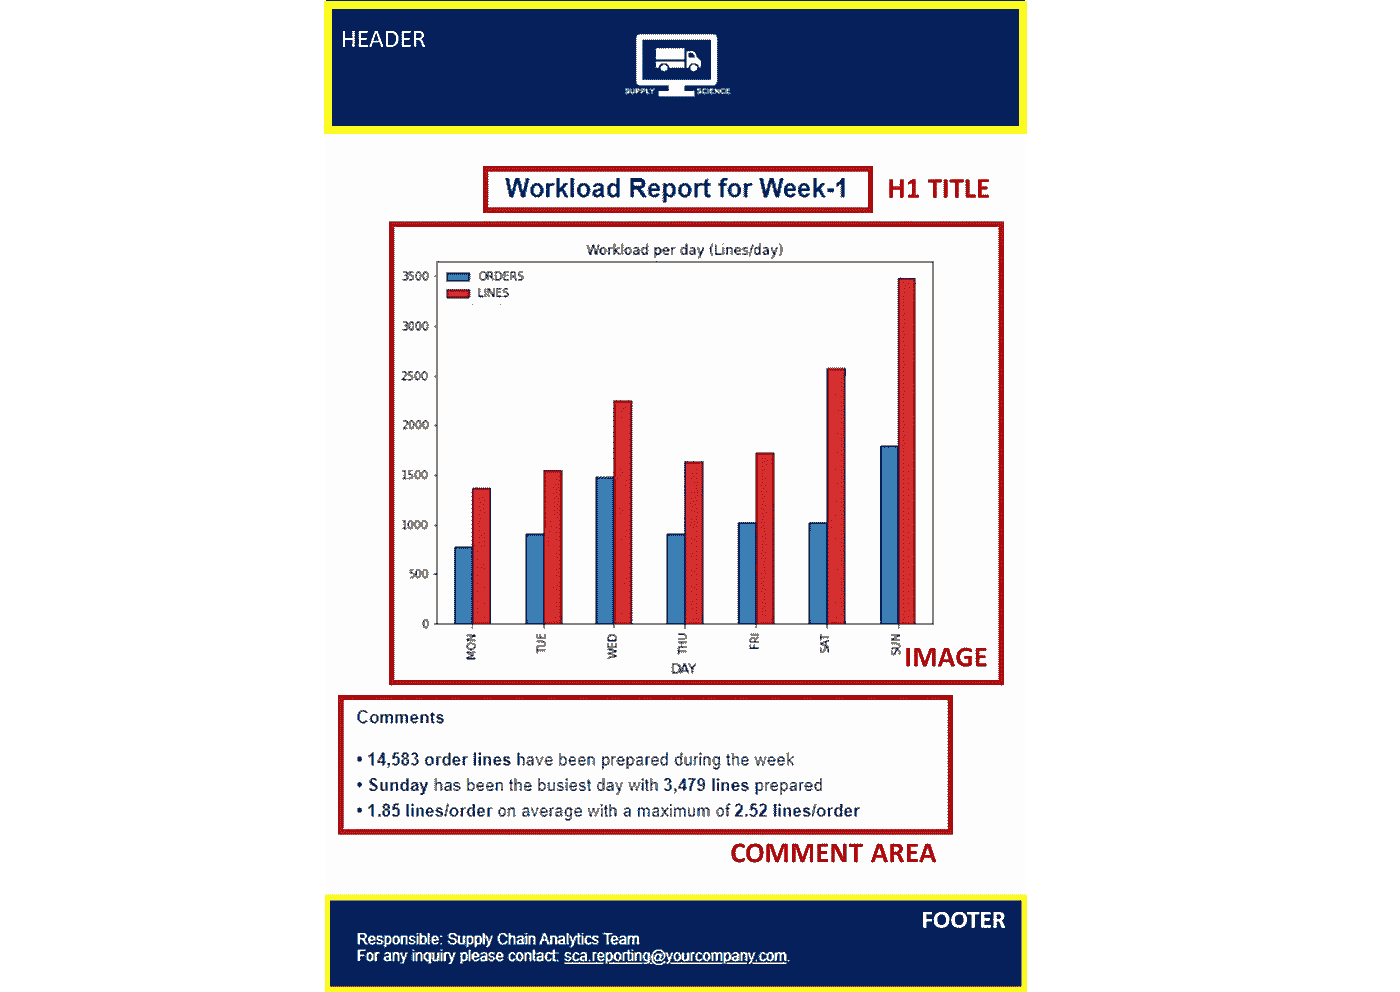 HEADER
SUPPLY SCIENCE
Workload Report for Week-1
H1 TITLE
Workload per day (Lines/day)
ORDERS
LINES
3500
3000
2500
2000
1500
1000
500
0
MON
TUE
WED
THU
FRI
SAT
SUN
DAY
IMAGE
Comments
• 14,583 order lines have been prepared during the week
• Sunday has been the busiest day with 3,479 lines prepared
• 1.85 lines/order on average with a maximum of 2.52 lines/order
COMMENT AREA
FOOTER
Responsible: Supply Chain Analytics Team
For any inquiry please contact: sca.reporting@yourcompany.com.